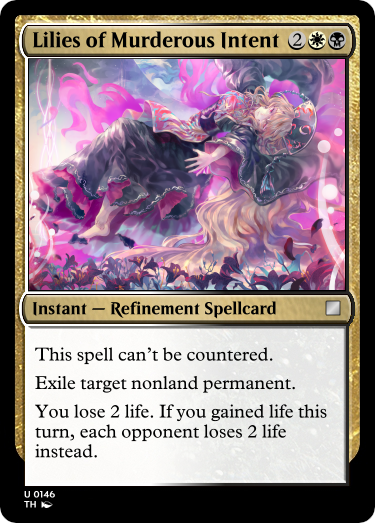 Lilies of Murderous Intent 2
Instant — Refinement Spellcard
This spell can't be countered.
Exile target nonland permanent.
You lose 2 life. If you gained life this
turn, each opponent loses 2 life
instead.
U 0146
TH